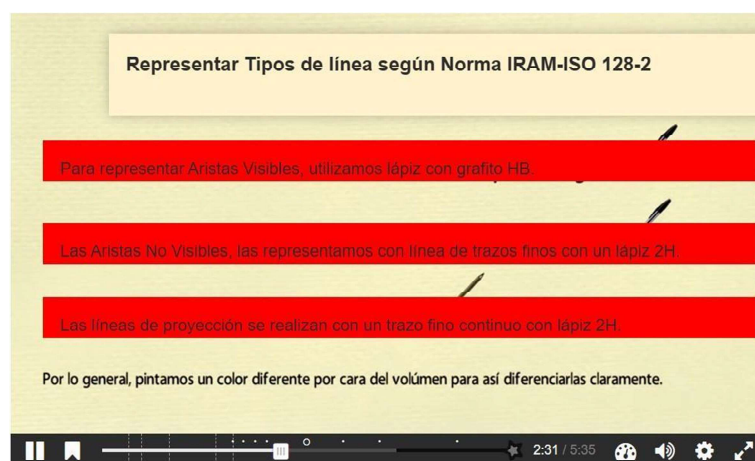 Representar Tipos de línea según Norma IRAM-ISO 128-2
Para representar Aristas Visibles, utilizamos lápiz con grafito HB.
Las Aristas No Visibles, las representamos con línea de trazos finos con un lápiz 2H.
Las líneas de proyección se realizan con un trazo fino continuo con lápiz 2H.
Por lo general, pintamos un color diferente por cara del volúmen para así diferenciarlas claramente.
2:31 / 5:35